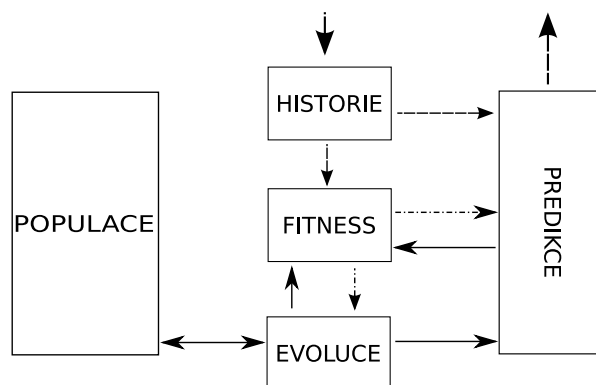 HISTORIE
POPULACE
FITNESS
PREDIKCE
EVOLUCE